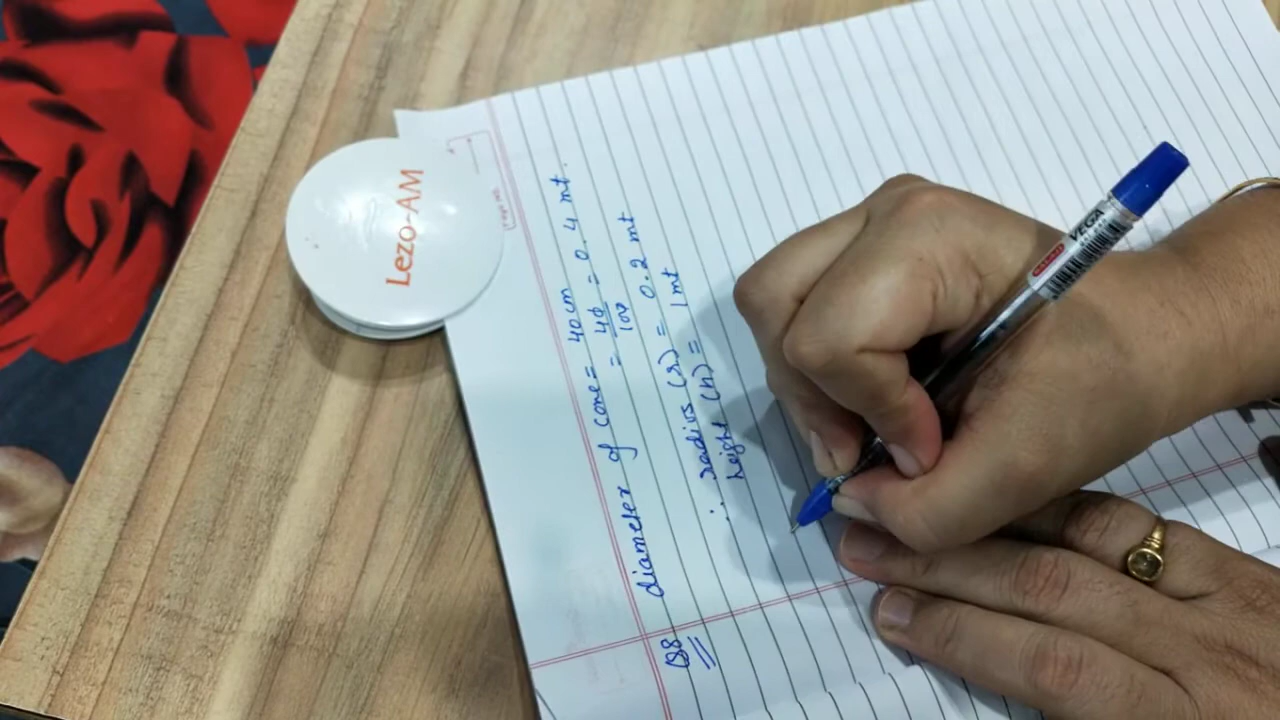 Q8 diameter of cone = 40 cm
= 40/100 = 0.4 mt.
∴ radius (r) = 0.2 mt
height (h) = 1 mt
Lezo-AM
VEGA